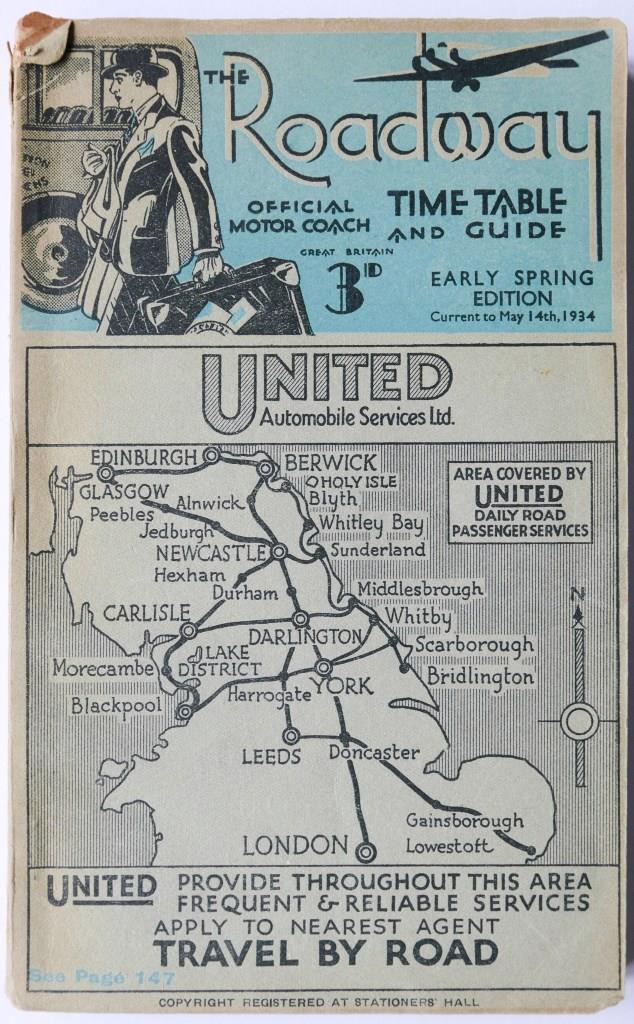 THE
Roadway
OFFICIAL
MOTOR COACH
TIME-TABLE
AND GUIDE
GREAT BRITAIN
3D
EARLY SPRING
EDITION
Current to May 14th, 1934
UNITED
Automobile Services Ltd.
EDINBURGH
BERWICK
HOLY ISLE
GLASGOW
Alnwick
Blyth
Peebles
Jedburgh
Whitley Bay
NEWCASTLE
Sunderland
Hexham
Durham
Middlesbrough
CARLISLE
Whitby
DARLINGTON
Scarborough
LAKE
DISTRICT
Morecambe
Bridlington
Harrogate
YORK
Blackpool
LEEDS
Doncaster
Gainsborough
LONDON
Lowestoft
AREA COVERED BY
UNITED
DAILY ROAD
PASSENGER SERVICES
N
UNITED PROVIDE THROUGHOUT THIS AREA
FREQUENT & RELIABLE SERVICES
APPLY TO NEAREST AGENT
TRAVEL BY ROAD
See Page 147
COPYRIGHT REGISTERED AT STATIONERS' HALL